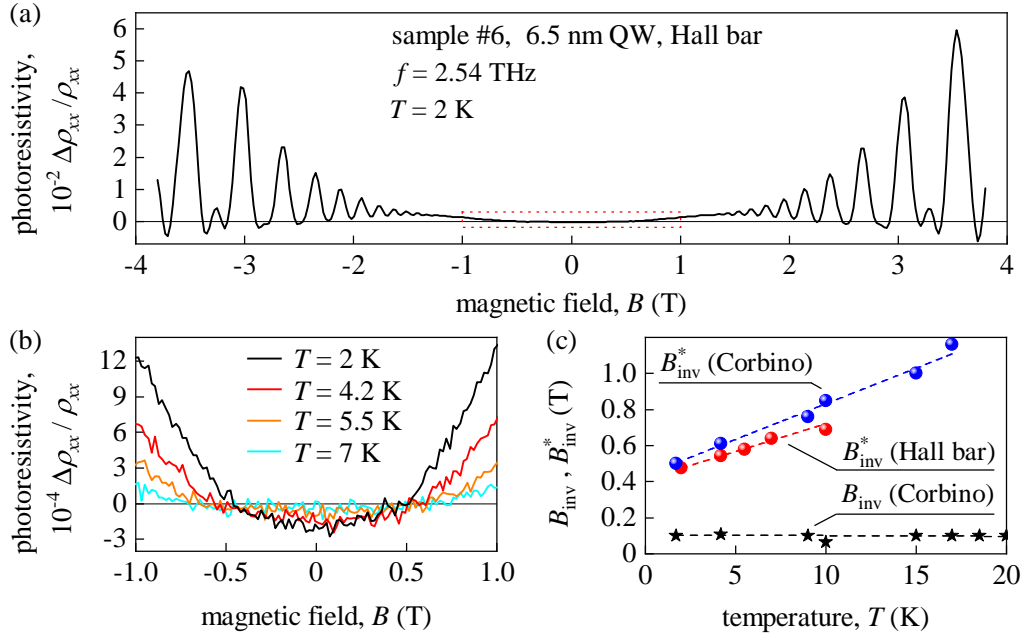 (a)
photoresistivity,
10⁻² Δρxx / ρxx
6
5
4
3
2
1
0
sample #6, 6.5 nm QW, Hall bar
f = 2.54 THz
T = 2 K
-4 -3 -2 -1 0 1 2 3 4
magnetic field, B (T)
(b)
photoresistivity,
10⁻⁴ Δρxx / ρxx
12
9
6
3
0
-3
T = 2 K
T = 4.2 K
T = 5.5 K
T = 7 K
-1.0 -0.5 0 0.5 1.0
magnetic field, B (T)
(c)
Binv , B*inv (T)
1.0
0.8
0.6
0.4
0.2
0
B*inv (Corbino)
B*inv (Hall bar)
Binv (Corbino)
0 5 10 15 20
temperature, T (K)